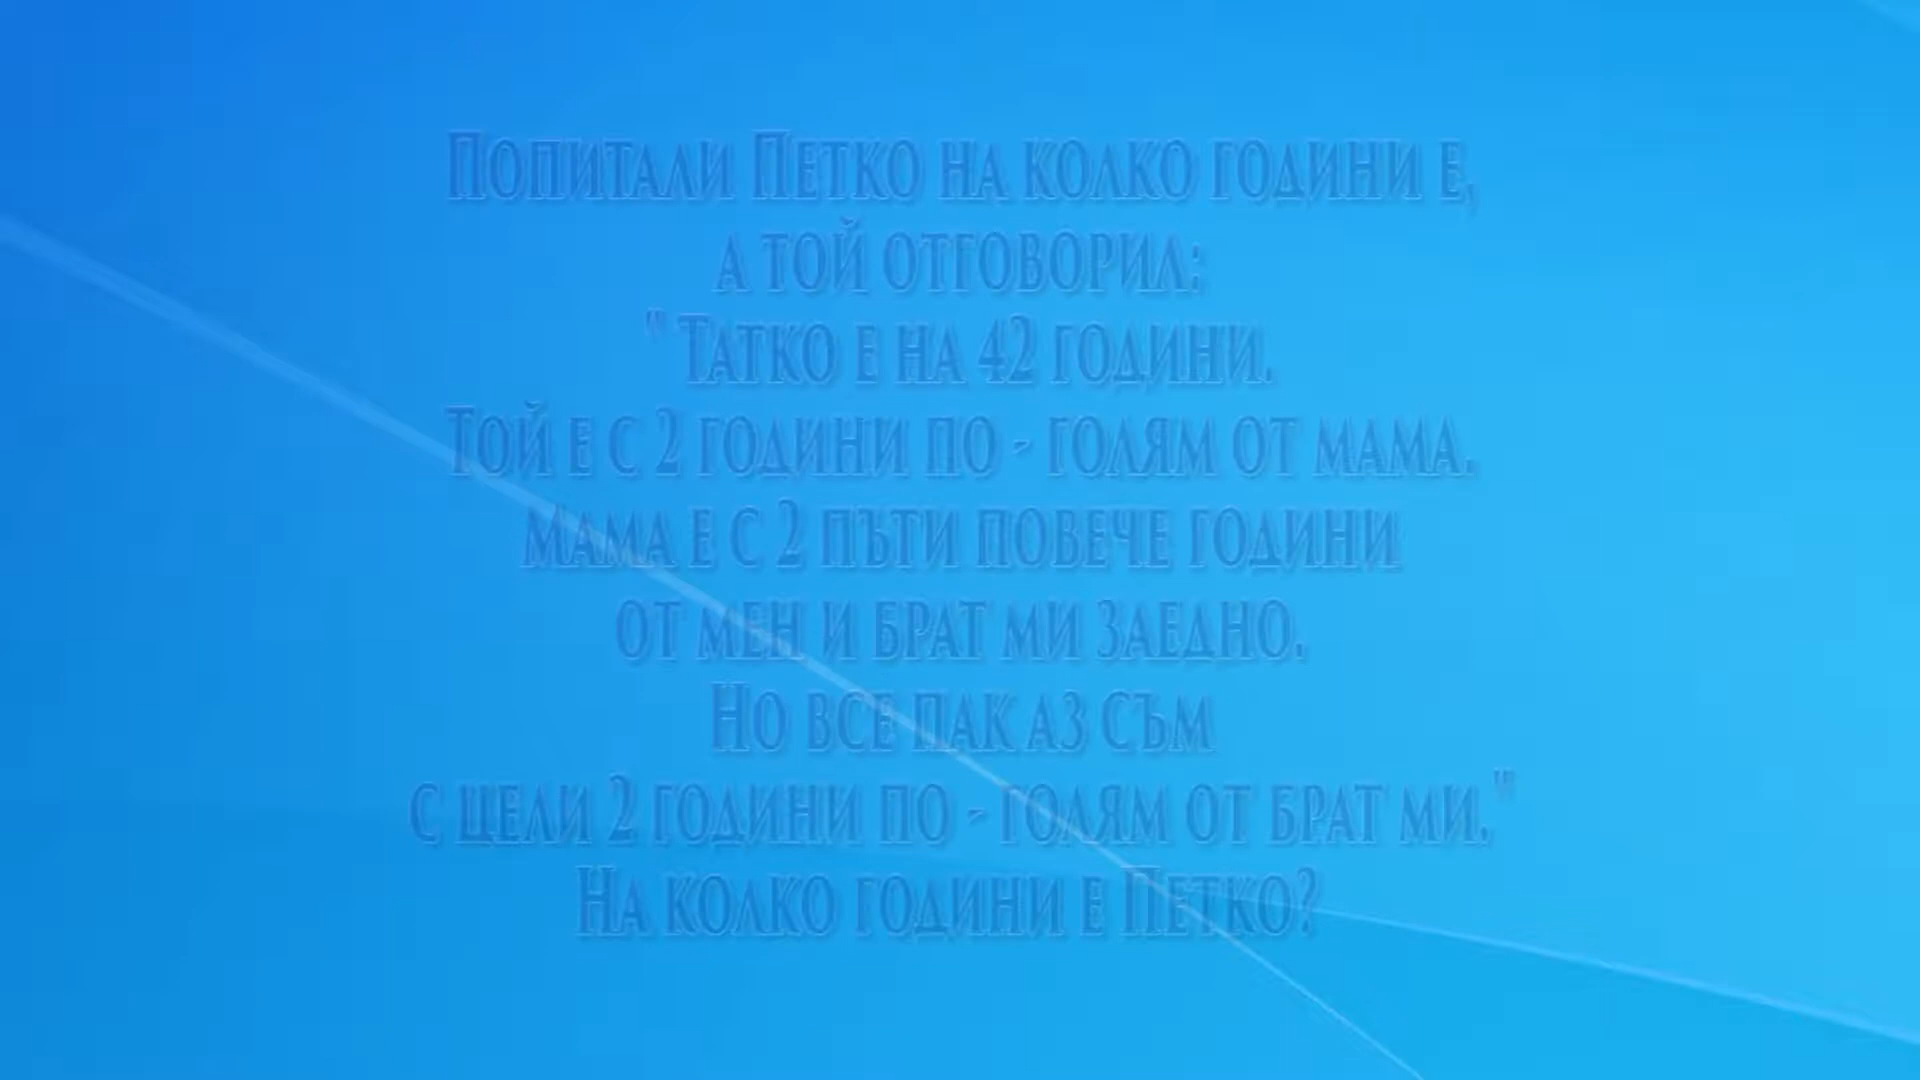 Попитали Петко на колко години е,
а той отговорил:
" Татко е на 42 години.
Той е с 2 години по - голям от мама.
Мама е с 2 пъти повече години
от мен и брат ми заедно.
Но все пак аз съм
с цели 2 години по - голям от брат ми."
На колко години е Петко?